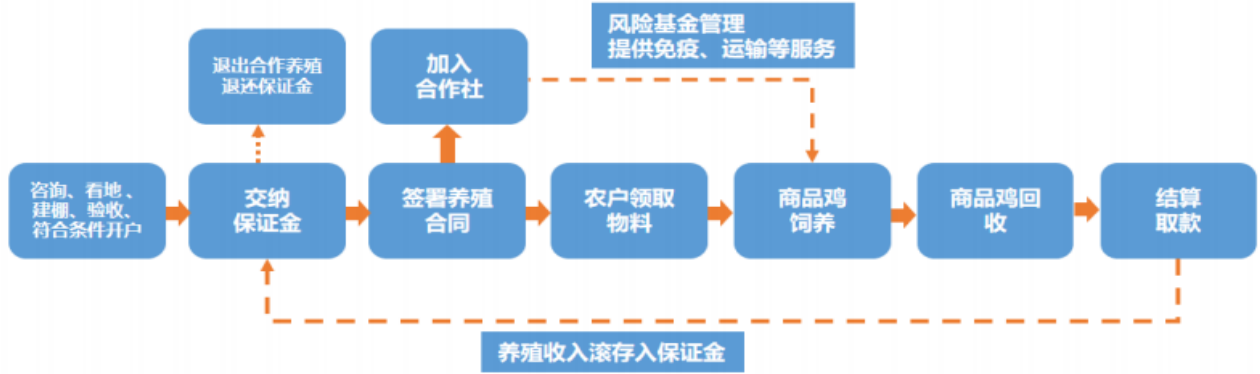 风险基金管理
提供免疫、运输等服务
退出合作养殖
退还保证金
加入
合作社
咨询、看地、
建棚、验收、
符合条件开户
交纳
保证金
签署养殖
合同
农户领取
物料
商品鸡
饲养
商品鸡回
收
结算
取款
养殖收入滚存入保证金